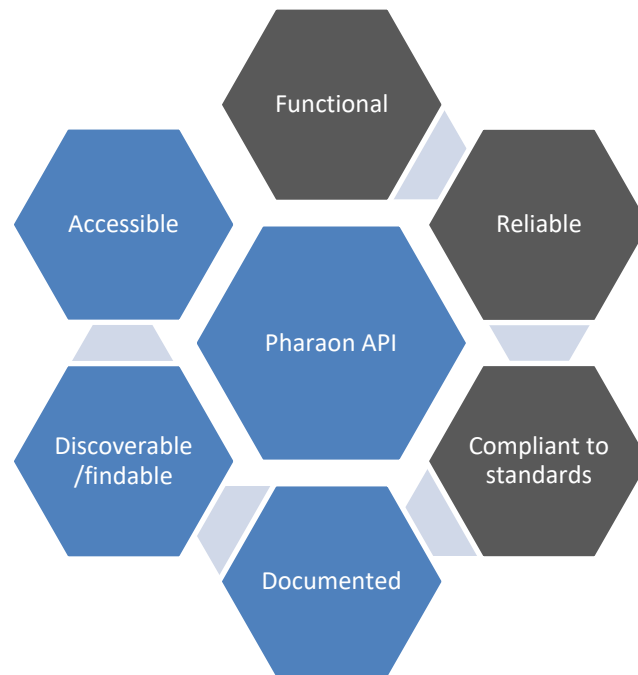 Functional
Accessible
Reliable
Pharaon API
Discoverable
/findable
Compliant to
standards
Documented